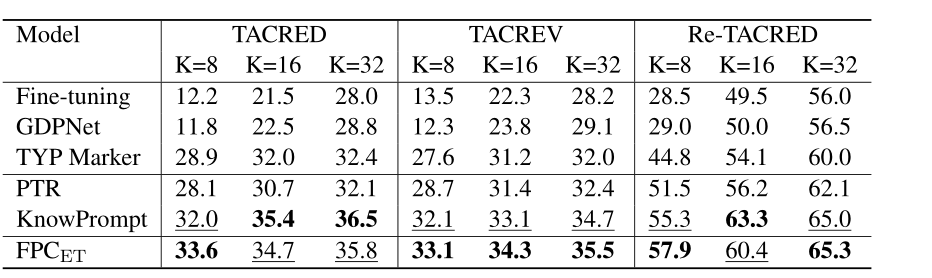 Model TACRED TACREV Re-TACRED
K=8 K=16 K=32 K=8 K=16 K=32 K=8 K=16 K=32
Fine-tuning 12.2 21.5 28.0 13.5 22.3 28.2 28.5 49.5 56.0
GDPNet 11.8 22.5 28.8 12.3 23.8 29.1 29.0 50.0 56.5
TYP Marker 28.9 32.0 32.4 27.6 31.2 32.0 44.8 54.1 60.0
PTR 28.1 30.7 32.1 28.7 31.4 32.4 51.5 56.2 62.1
KnowPrompt 32.0 35.4 36.5 32.1 33.1 34.7 55.3 63.3 65.0
FPCET 33.6 34.7 35.8 33.1 34.3 35.5 57.9 60.4 65.3